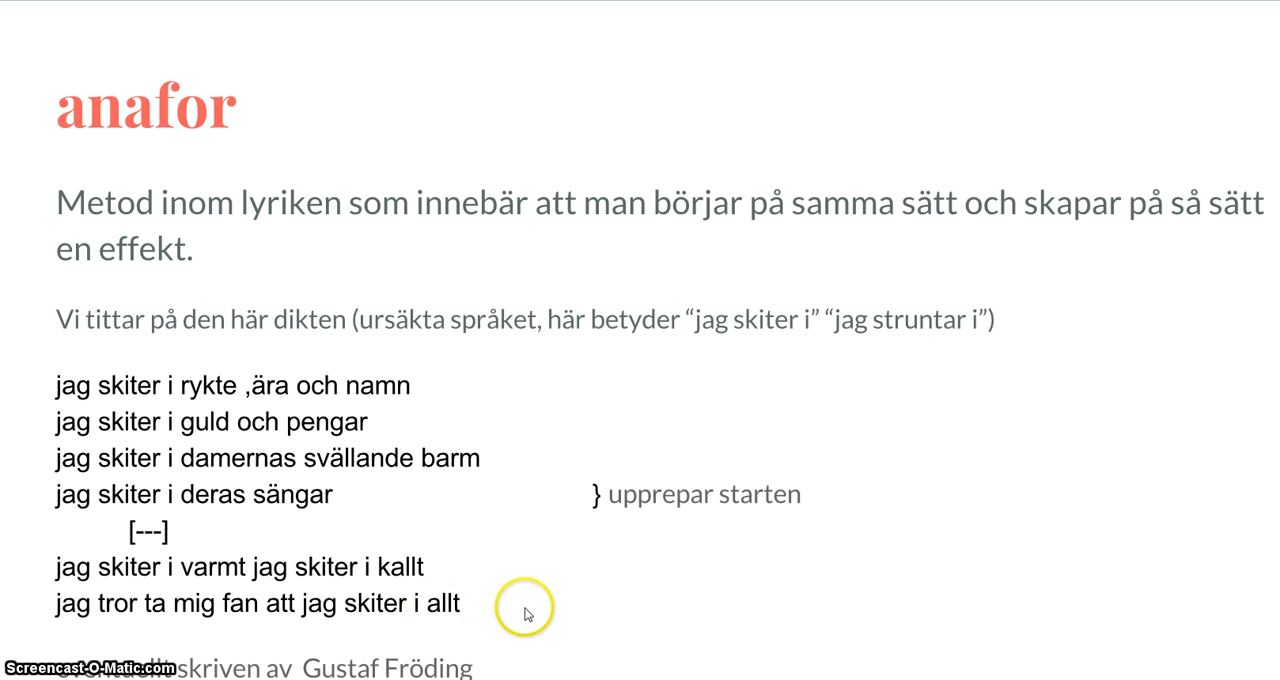 anafor
Metod inom lyriken som innebär att man börjar på samma sätt och skapar på så sätt
en effekt.
Vi tittar på den här dikten (ursäkta språket, här betyder “jag skiter i” “jag struntar i”)
jag skiter i rykte ,ära och namn
jag skiter i guld och pengar
jag skiter i damernas svällande barm
jag skiter i deras sängar } upprepar starten
[---]
jag skiter i varmt jag skiter i kallt
jag tror ta mig fan att jag skiter i allt
eventuellt skriven av Gustaf Fröding
Screencast-O-Matic.com